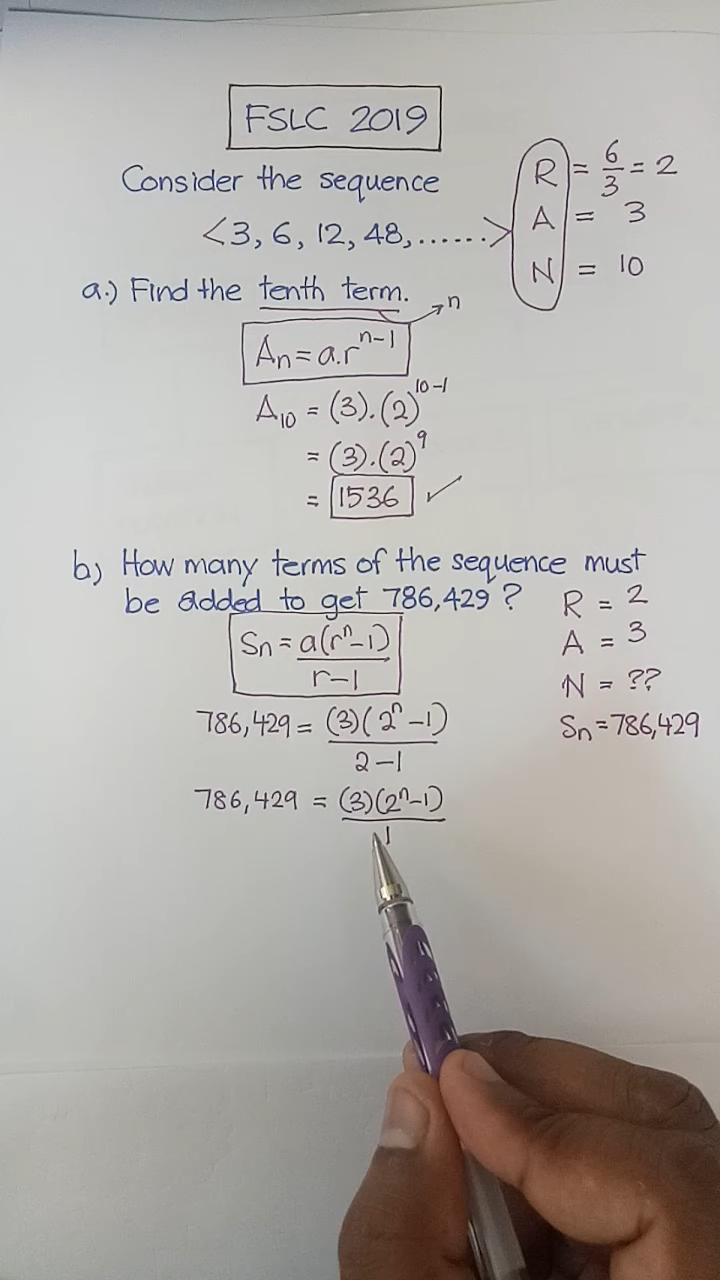 FSLC 2019
Consider the sequence
<3, 6, 12, 48,......>
R = 6/3 = 2
A = 3
N = 10
a.) Find the tenth term.
n
An = a.r^n-1
A10 = (3).(2)^10-1
= (3).(2)^9
= 1536 ✓
b) How many terms of the sequence must
be added to get 786,429?
R = 2
A = 3
N = ??
Sn = 786,429
Sn = a(r^n-1)/r-1
786,429 = (3)(2^n-1)/2-1
786,429 = (3)(2^n-1)/1